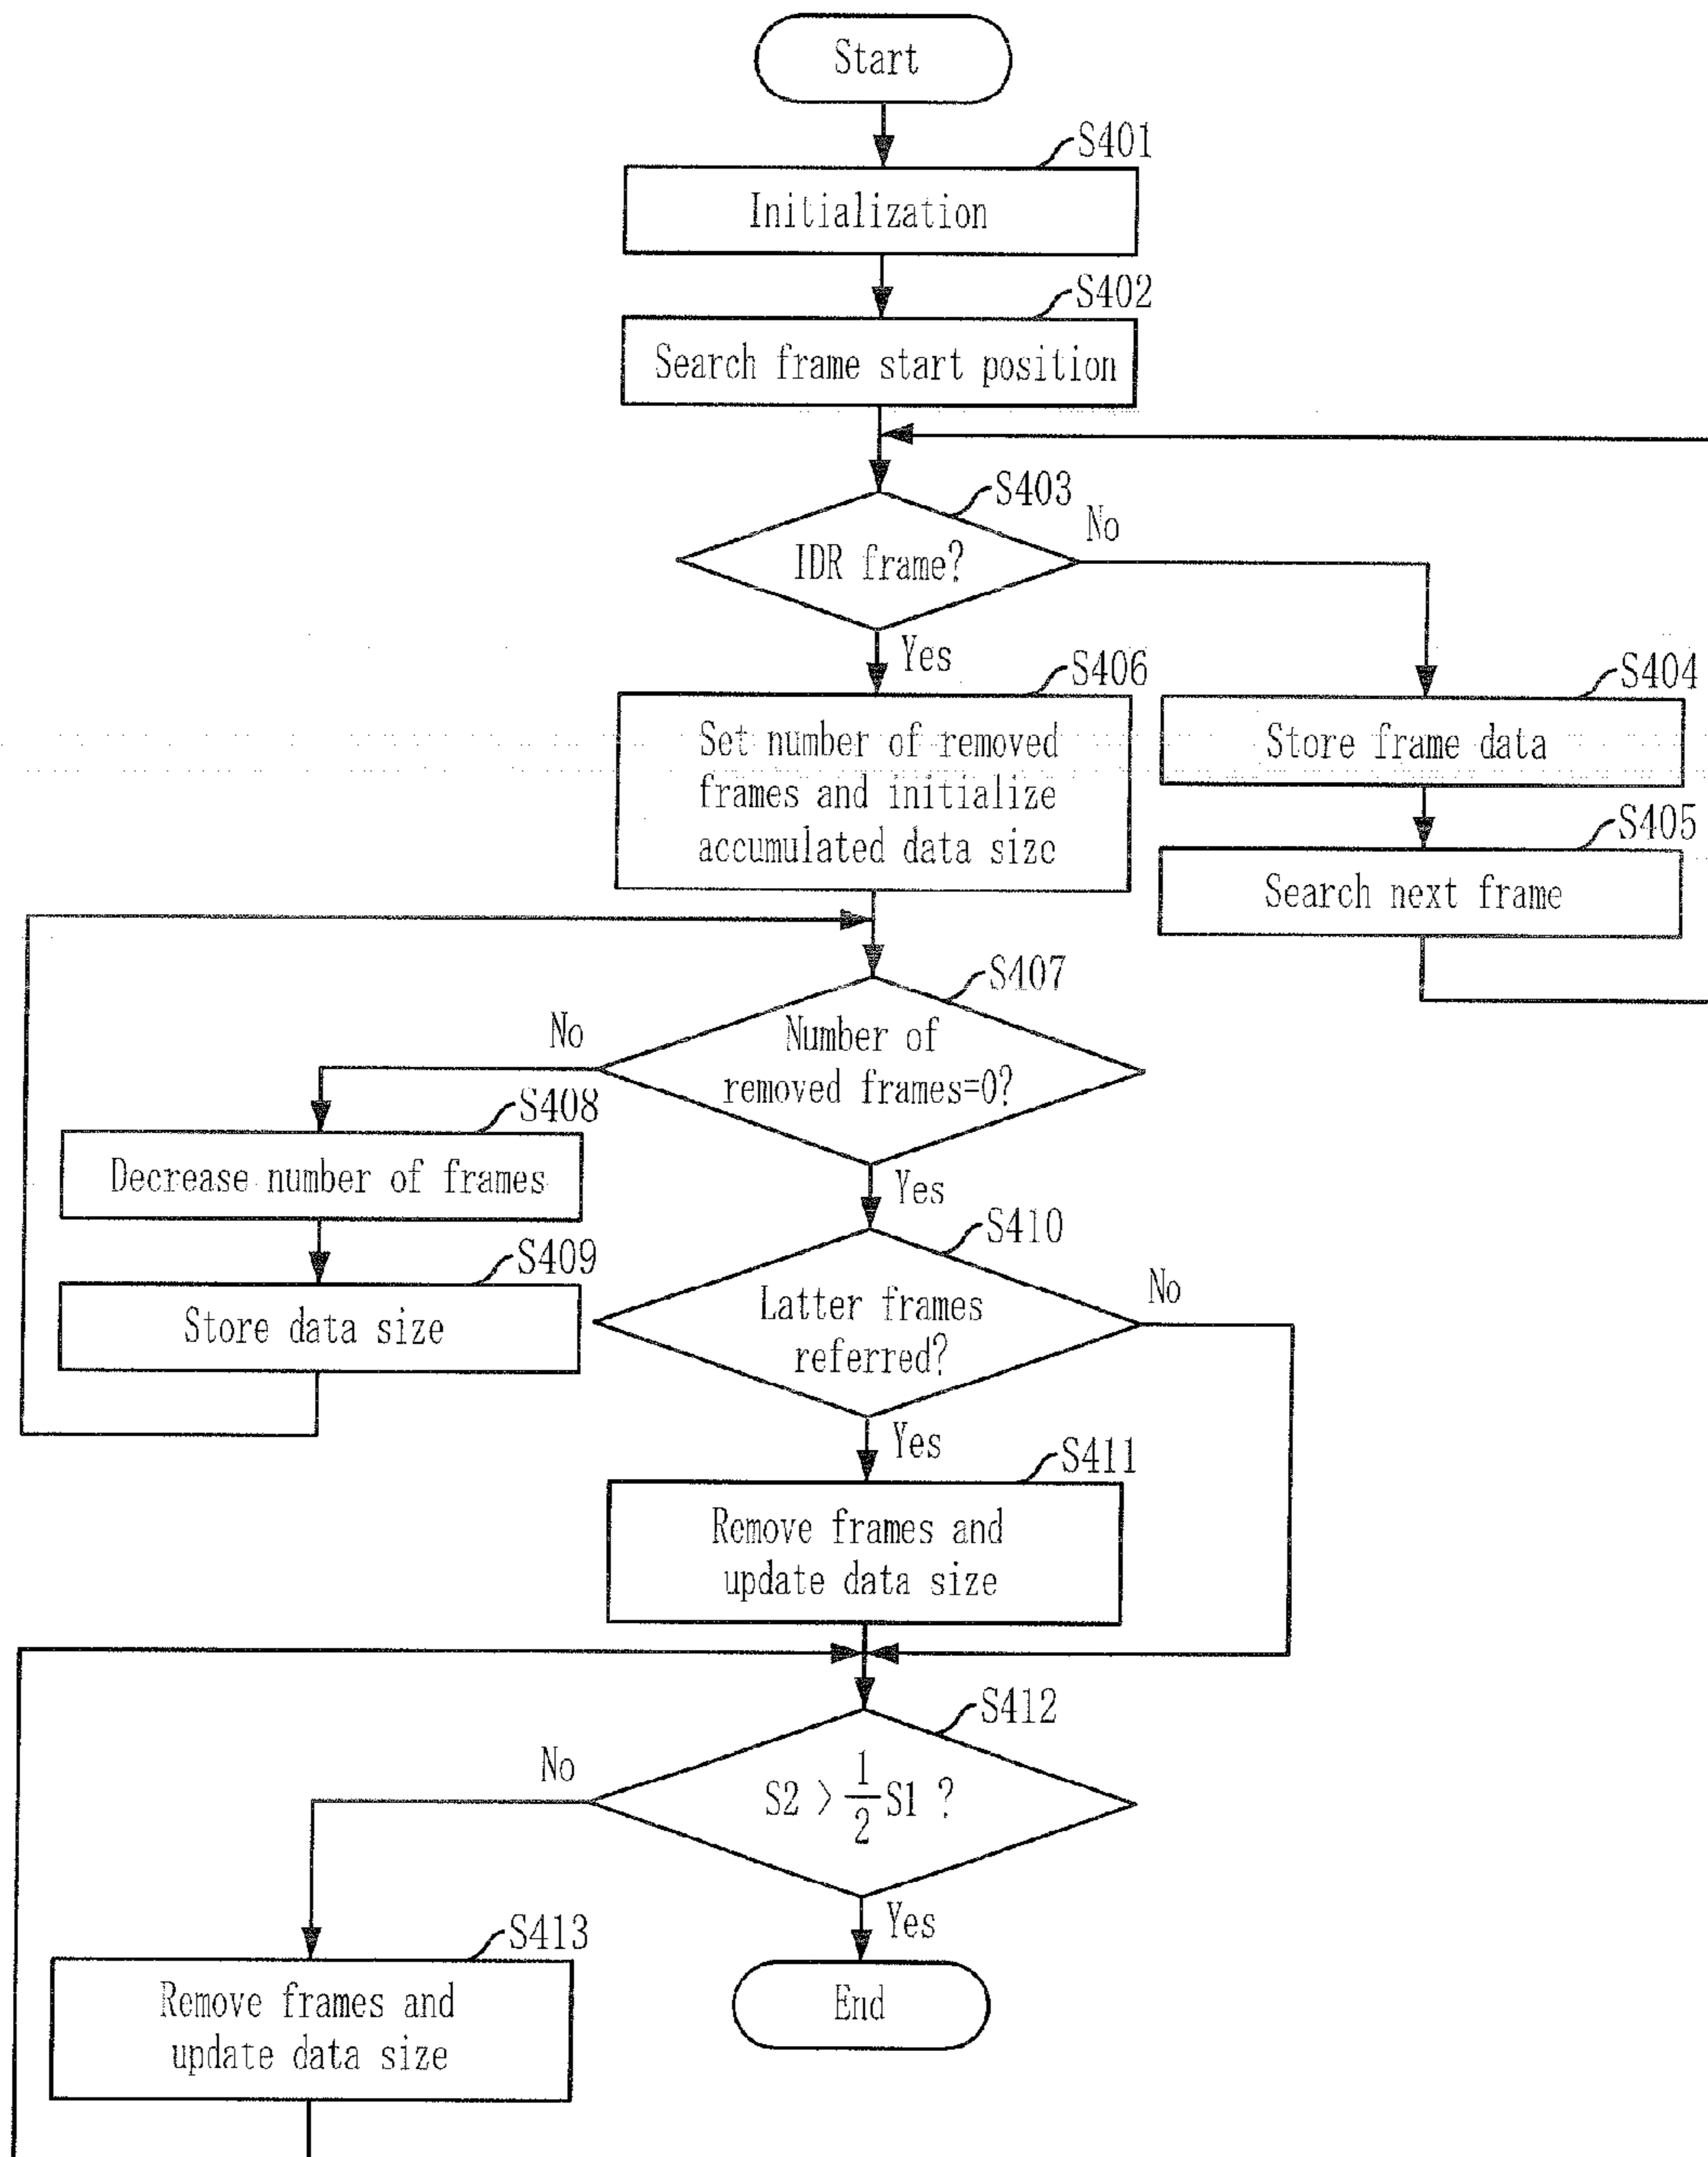 Start
S401
Initialization
S402
Search frame start position
S403
IDR frame?
No
Yes
S406
Set number of removed
frames and initialize
accumulated data size
S404
Store frame data
S405
Search next frame
S407
Number of
removed frames=0?
No
Yes
S408
Decrease number of frames
S409
Store data size
S410
Latter frames
referred?
No
Yes
S411
Remove frames and
update data size
S412
S2 > 1/2 S1 ?
No
Yes
S413
Remove frames and
update data size
End